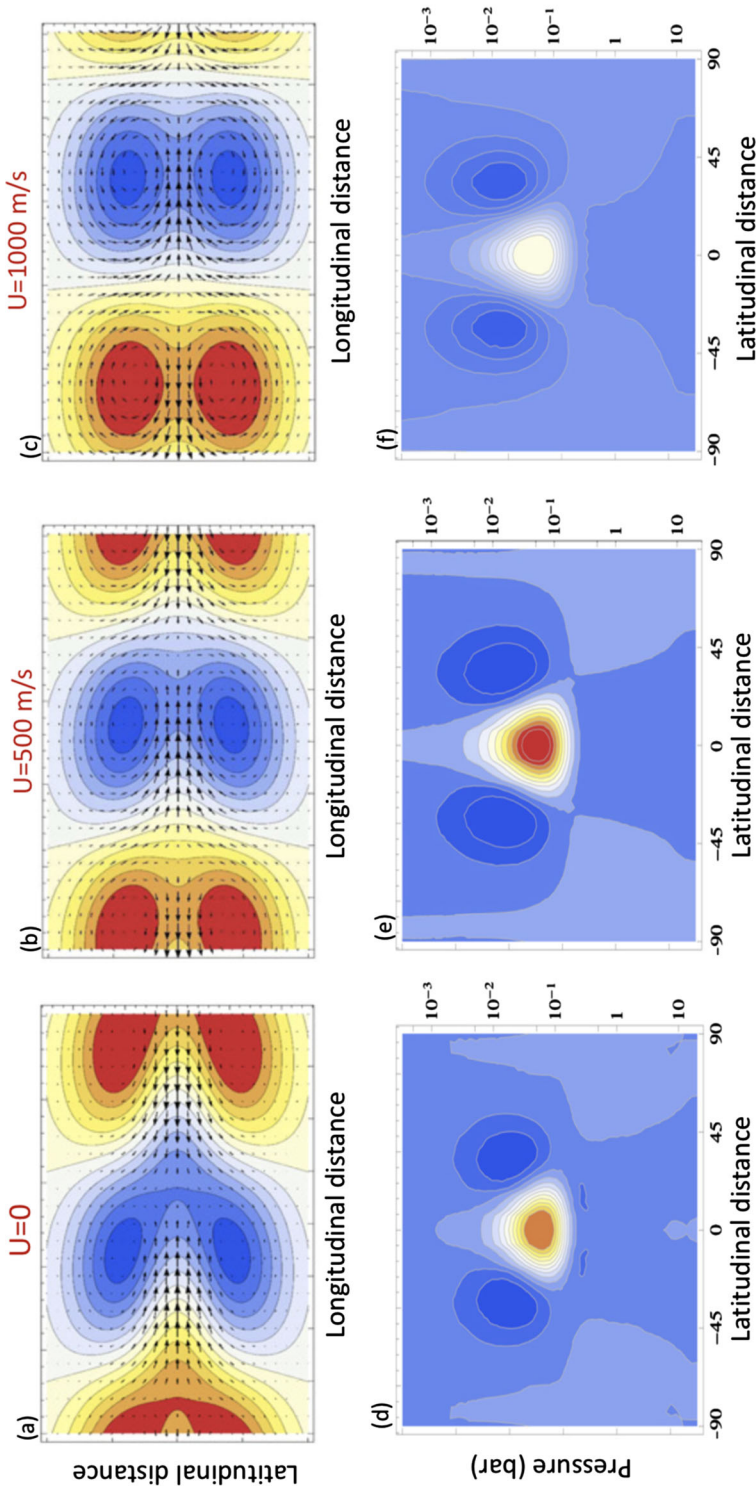 U=0
U=500 m/s
U=1000 m/s
(a)
(b)
(c)
Latitudinal distance
Longitudinal distance
Longitudinal distance
Longitudinal distance
(d)
(e)
(f)
Pressure (bar)
10⁻³
10⁻²
10⁻¹
1
10
10⁻³
10⁻²
10⁻¹
1
10
10⁻³
10⁻²
10⁻¹
1
10
−90 −45 0 45 90
−90 −45 0 45 90
−90 −45 0 45 90
Latitudinal distance
Latitudinal distance
Latitudinal distance